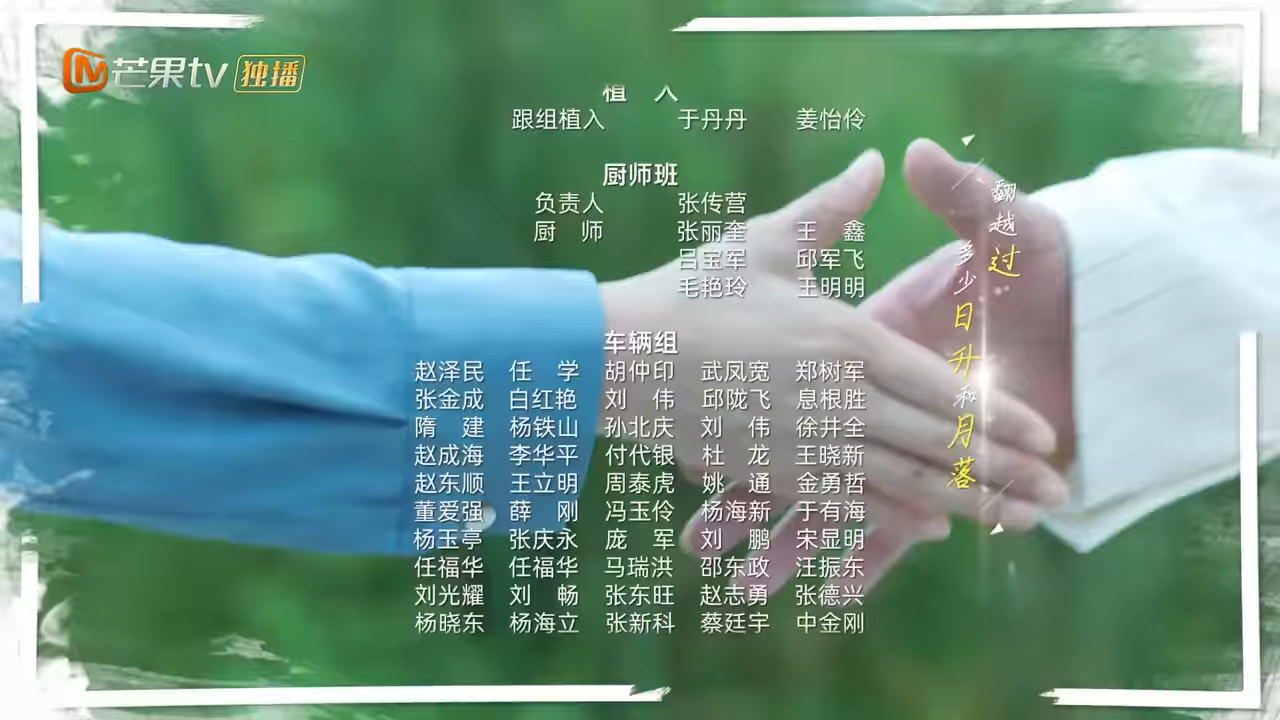 芒果tv 独播
植 入
跟组植入 于丹丹 姜怡伶
厨师班
负责人 张传营
厨 师 张丽奎 王 鑫
吕宝军 邱军飞
毛艳玲 王明明
车辆组
赵泽民 任 学 胡仲印 武凤宽 郑树军
张金成 白红艳 刘 伟 邱陇飞 息根胜
隋 建 杨铁山 孙北庆 刘 伟 徐井全
赵成海 李华平 付代银 杜 龙 王晓新
赵东顺 王立明 周泰虎 姚 通 金勇哲
董爱强 薛 刚 冯玉伶 杨海新 于有海
杨玉亭 张庆永 庞 军 刘 鹏 宋显明
任福华 任福华 马瑞洪 邵东政 汪振东
刘光耀 刘 畅 张东旺 赵志勇 张德兴
杨晓东 杨海立 张新科 蔡廷宇 中金刚
翻越过
多少日升和月落